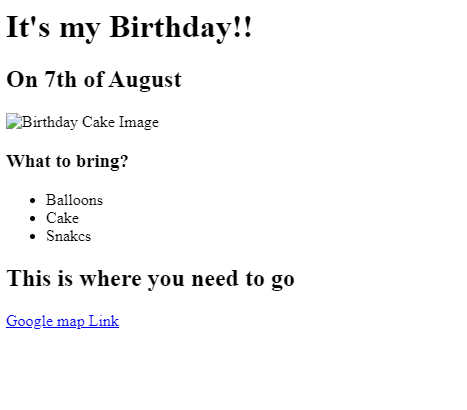 It's my Birthday!!
On 7th of August
Birthday Cake Image
What to bring?
Balloons
Cake
Snakcs
This is where you need to go
Google map Link